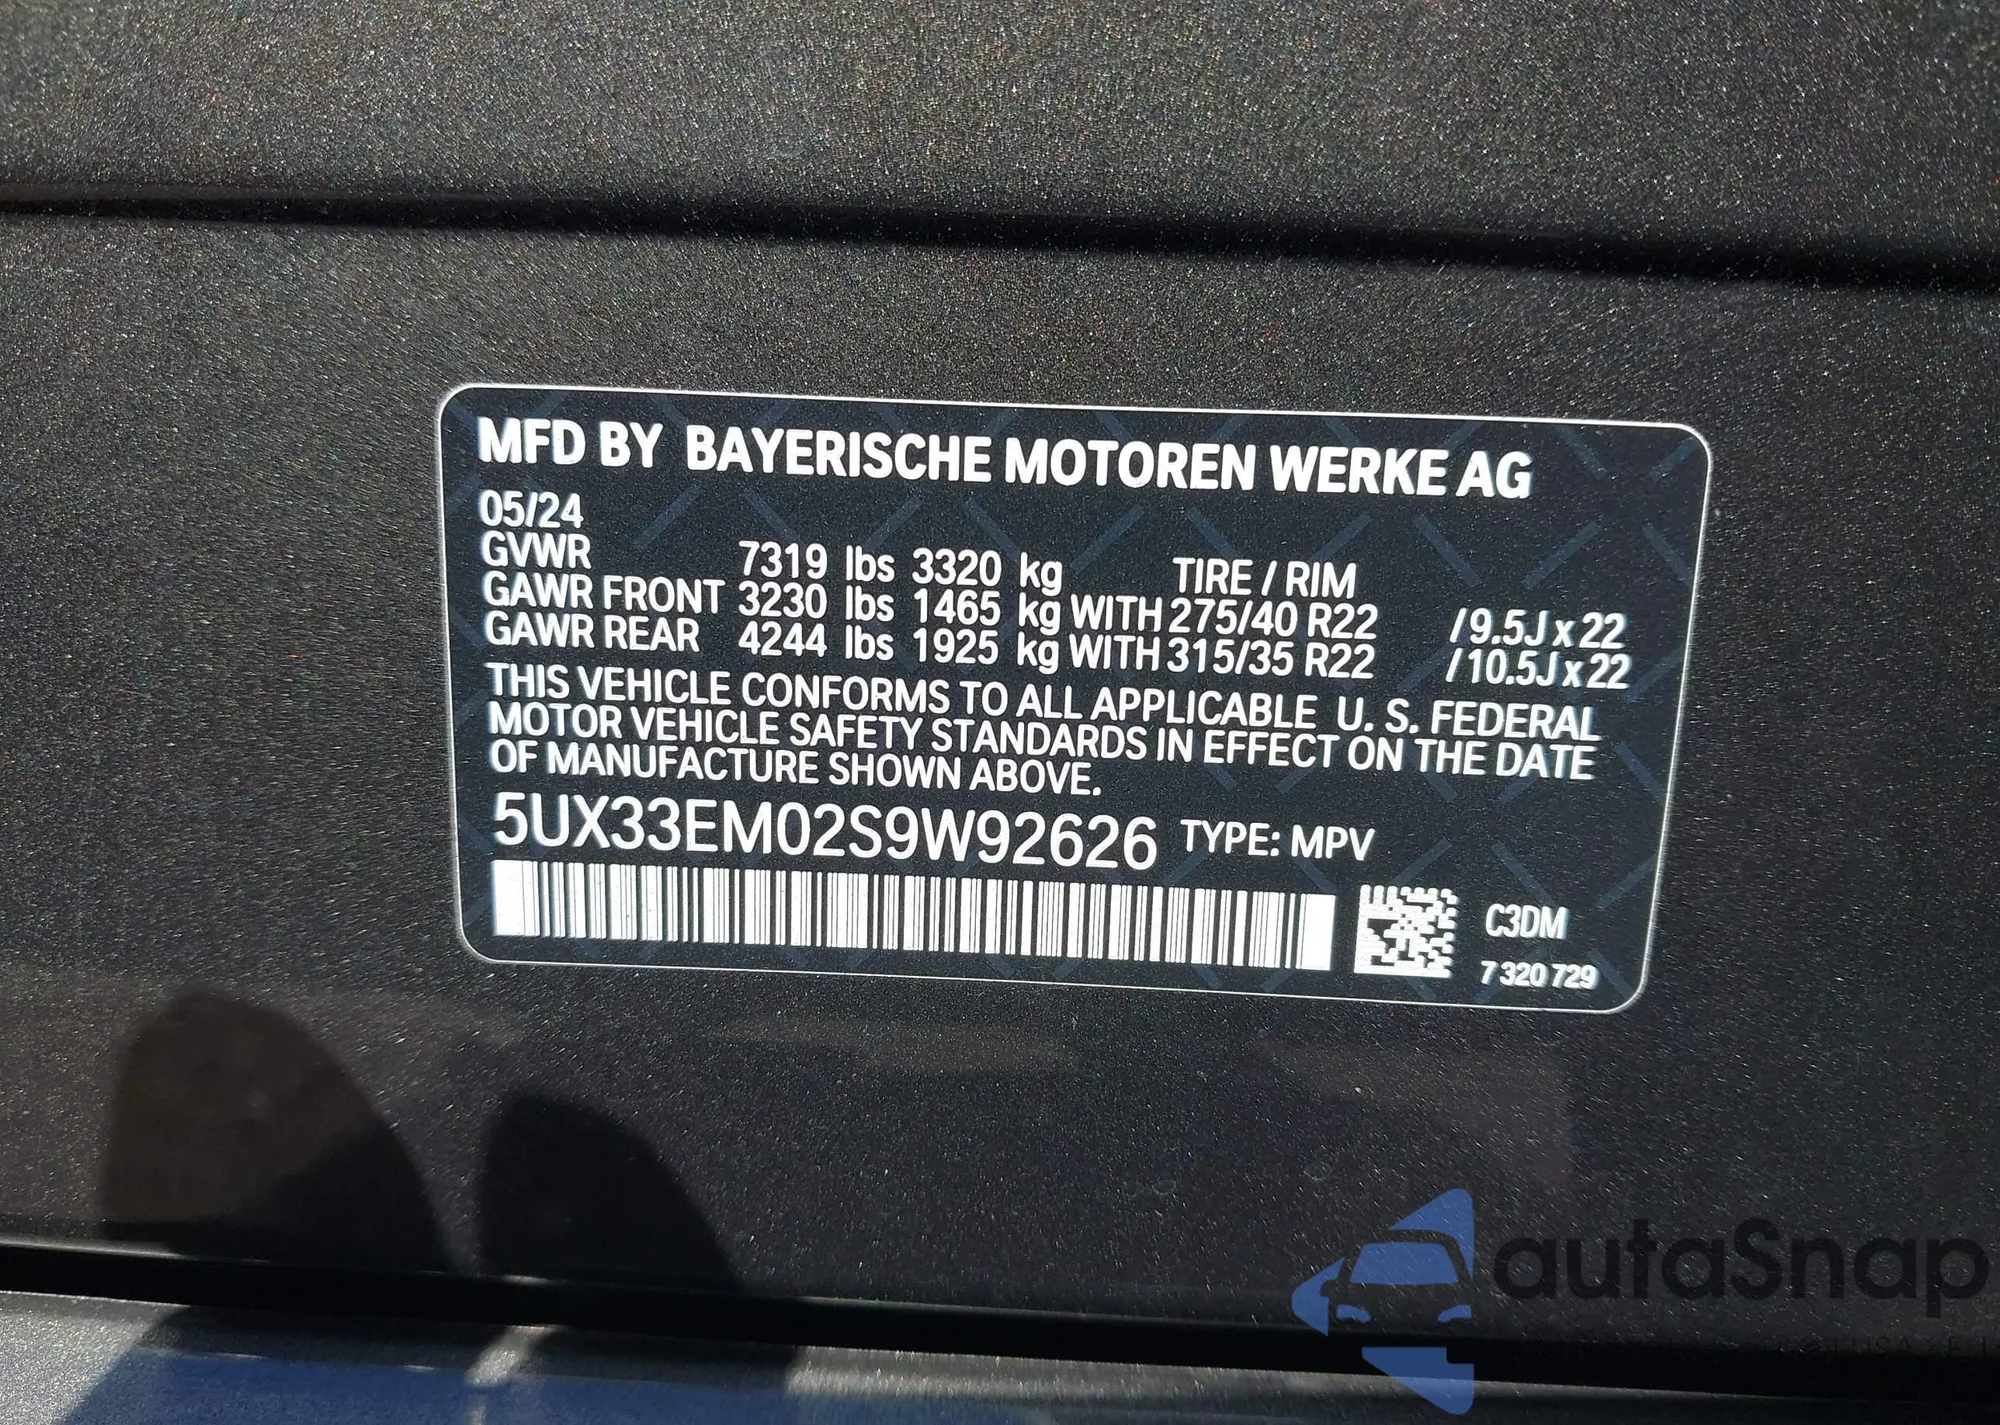 MFD BY BAYERISCHE MOTOREN WERKE AG
05/24
GVWR 7319 lbs 3320 kg TIRE / RIM
GAWR FRONT 3230 lbs 1465 kg WITH 275/40 R22 / 9.5J x 22
GAWR REAR 4244 lbs 1925 kg WITH 315/35 R22 / 10.5J x 22
THIS VEHICLE CONFORMS TO ALL APPLICABLE U. S. FEDERAL
MOTOR VEHICLE SAFETY STANDARDS IN EFFECT ON THE DATE
OF MANUFACTURE SHOWN ABOVE.
5UX33EM02S9W92626 TYPE: MPV
C3DM
7 320 729
autaSnap